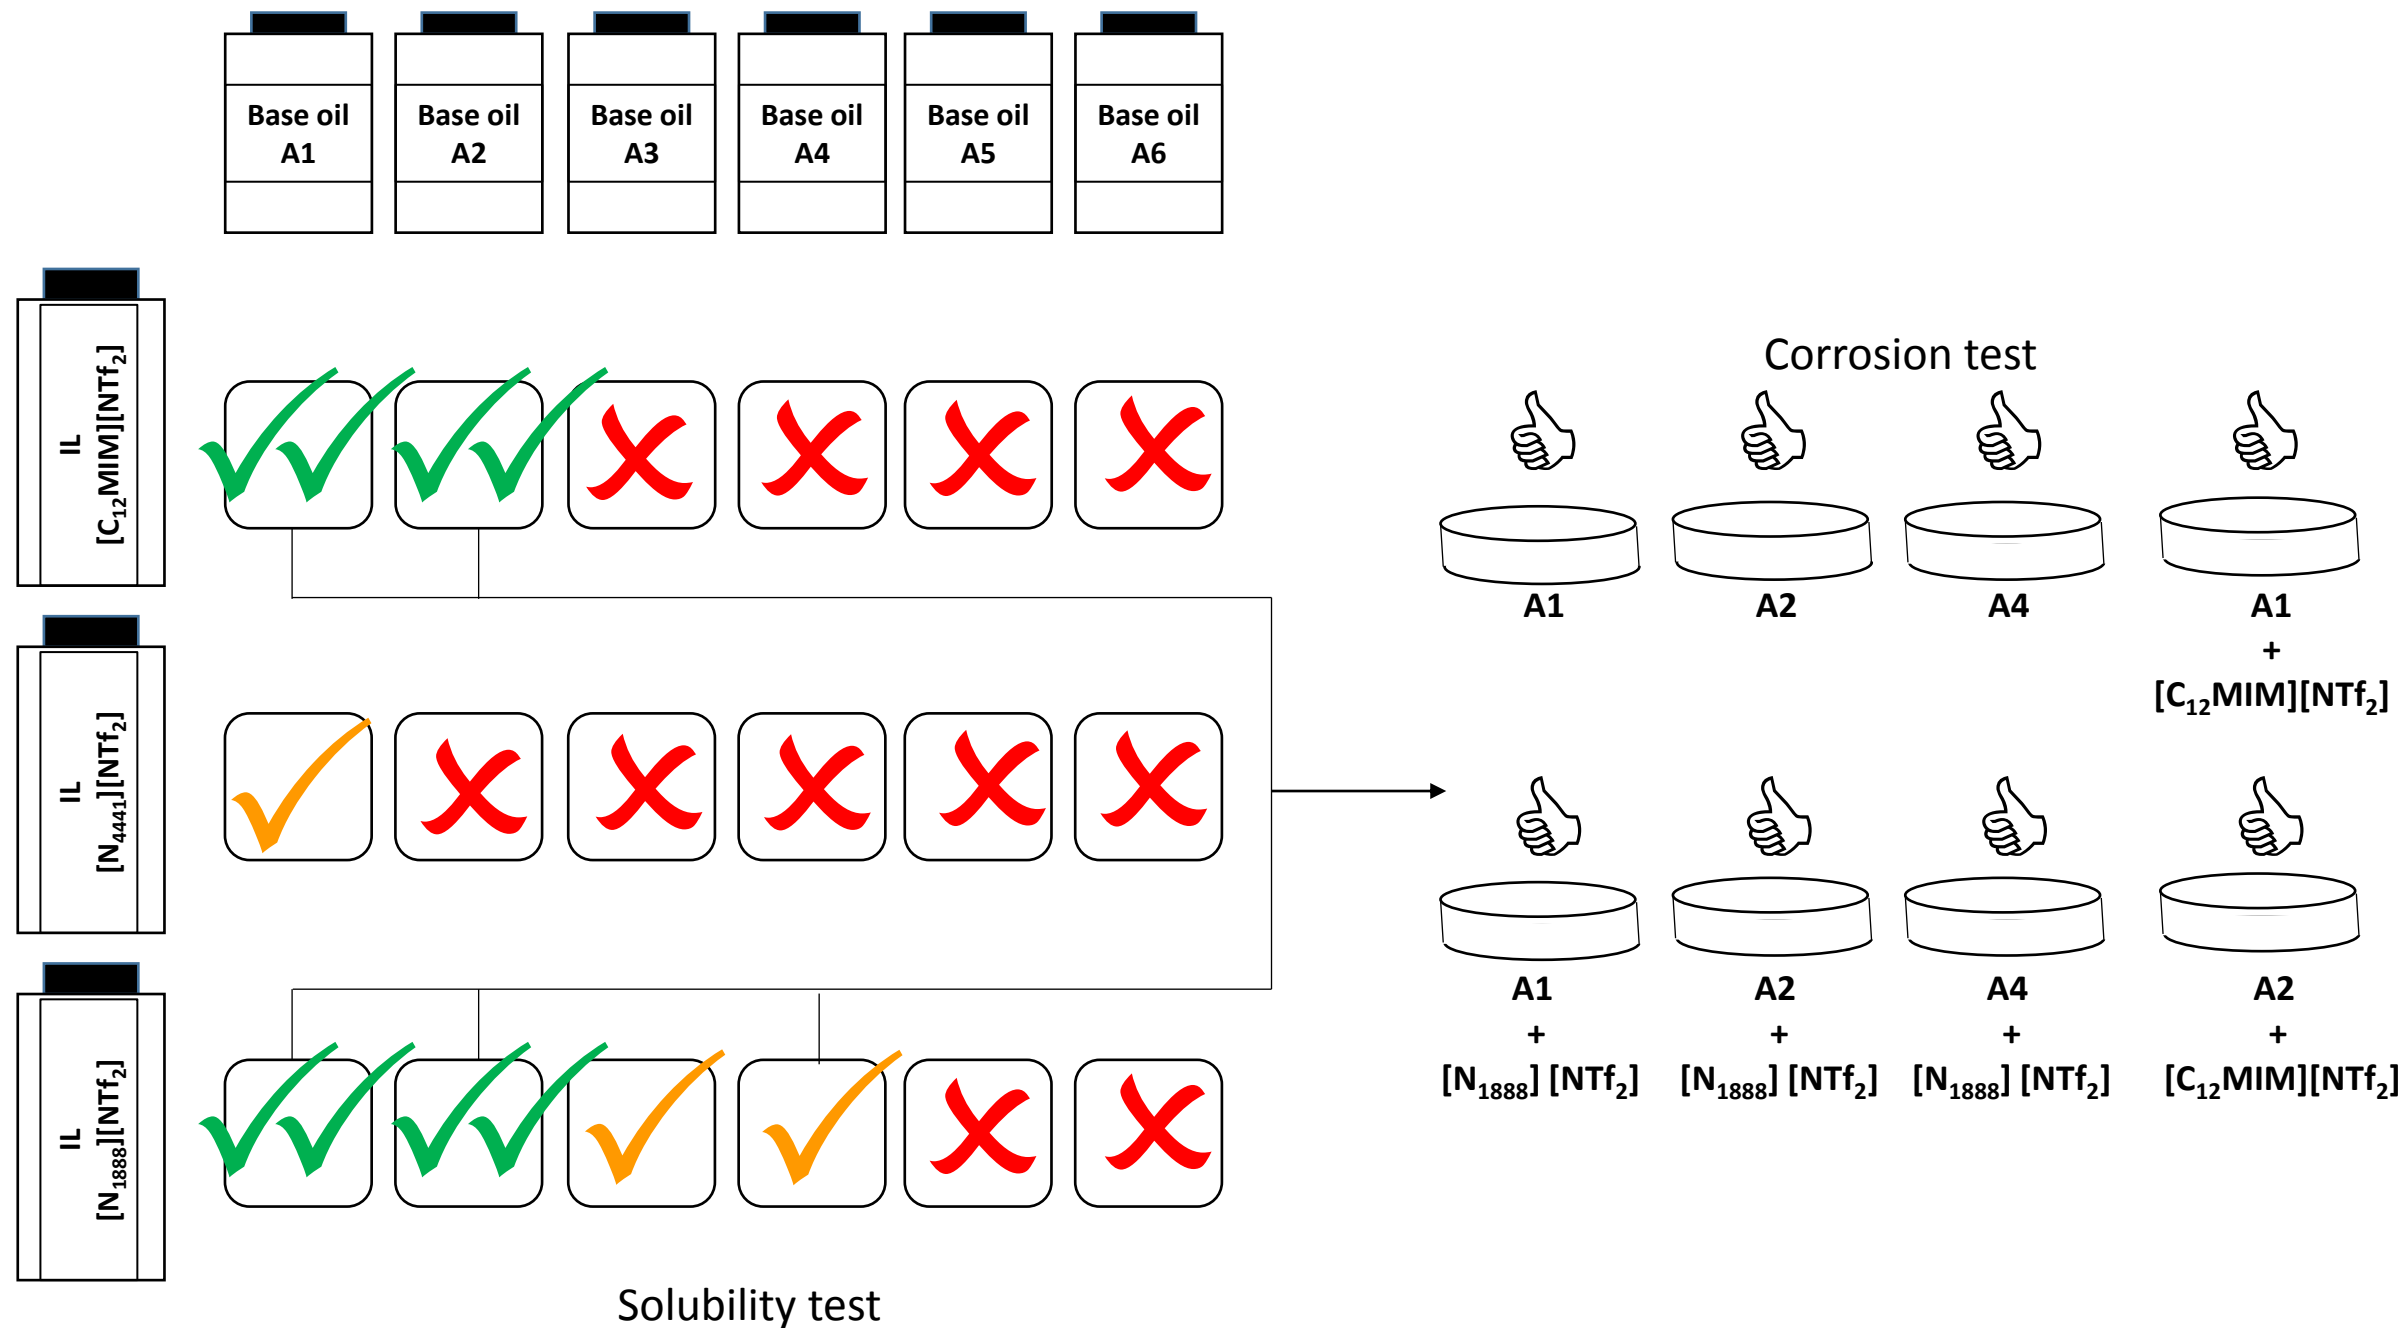 Base oil
A1
Base oil
A2
Base oil
A3
Base oil
A4
Base oil
A5
Base oil
A6
IL
[C₁₂MIM][NTf₂]
IL
[N₄₄₄₁][NTf₂]
IL
[N₁₈₈₈][NTf₂]
Solubility test
Corrosion test
A1
A2
A4
A1
+
[C₁₂MIM][NTf₂]
A1
+
[N₁₈₈₈] [NTf₂]
A2
+
[N₁₈₈₈] [NTf₂]
A4
+
[N₁₈₈₈] [NTf₂]
A2
+
[C₁₂MIM][NTf₂]